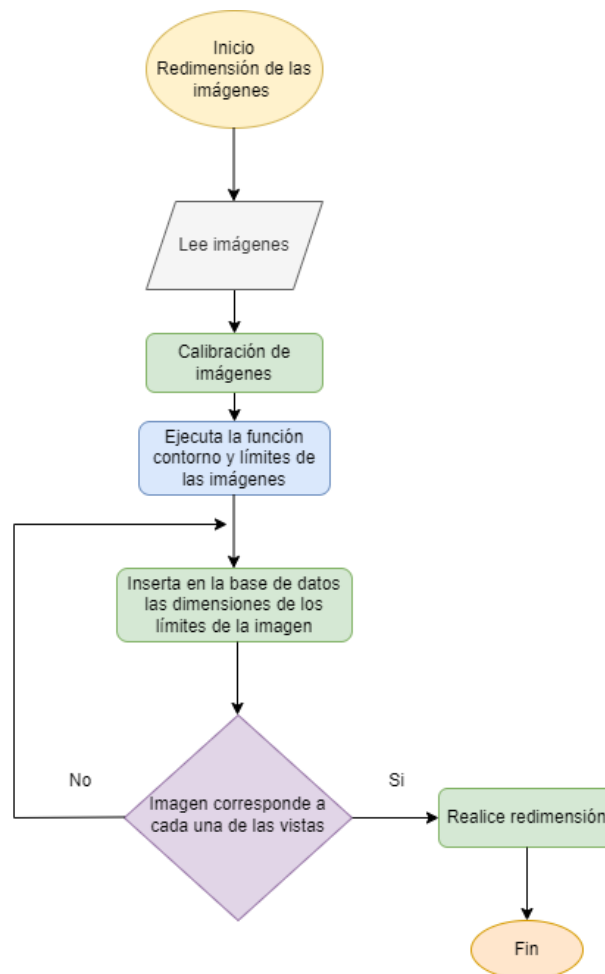 Inicio
Redimensión de las
imágenes
Lee imágenes
Calibración de
imágenes
Ejecuta la función
contorno y límites de
las imágenes
Inserta en la base de datos
las dimensiones de los
límites de la imagen
No
Si
Imagen corresponde a
cada una de las vistas
Realice redimensión
Fin